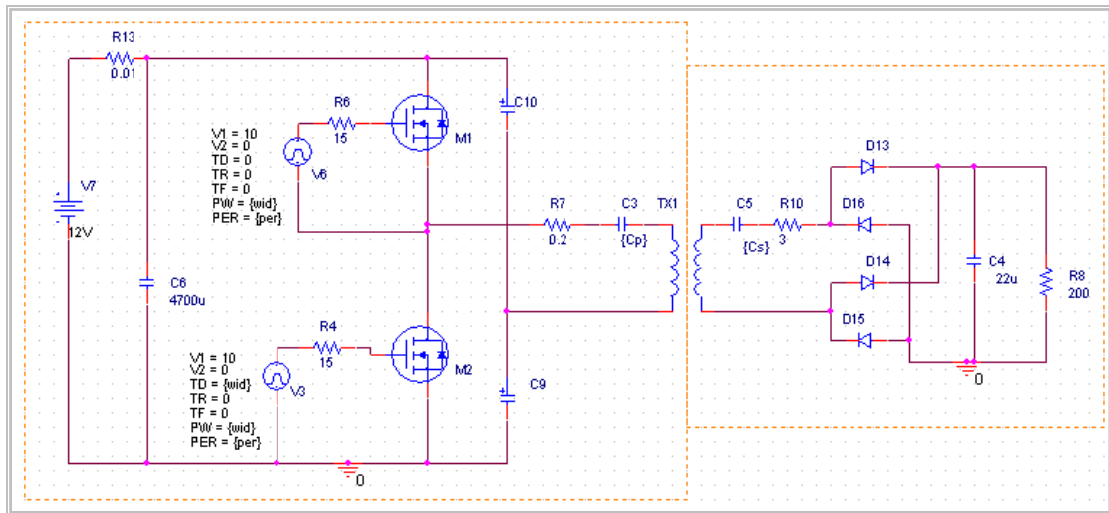 R13
0.01
C10
R6
15
V1 = 10
V2 = 0
TD = 0
TR = 0
TF = 0
PW = {wid}
PER = {per}
V6
M1
V7
12V
D13
R7
0.2
C3
{Cp}
TX1
C5
{Cs}
R10
3
D16
D14
D15
C4
22u
R8
200
0
C6
4700u
R4
15
V1 = 10
V2 = 0
TD = {wid}
TR = 0
TF = 0
PW = {wid}
PER = {per}
V3
M2
C9
0